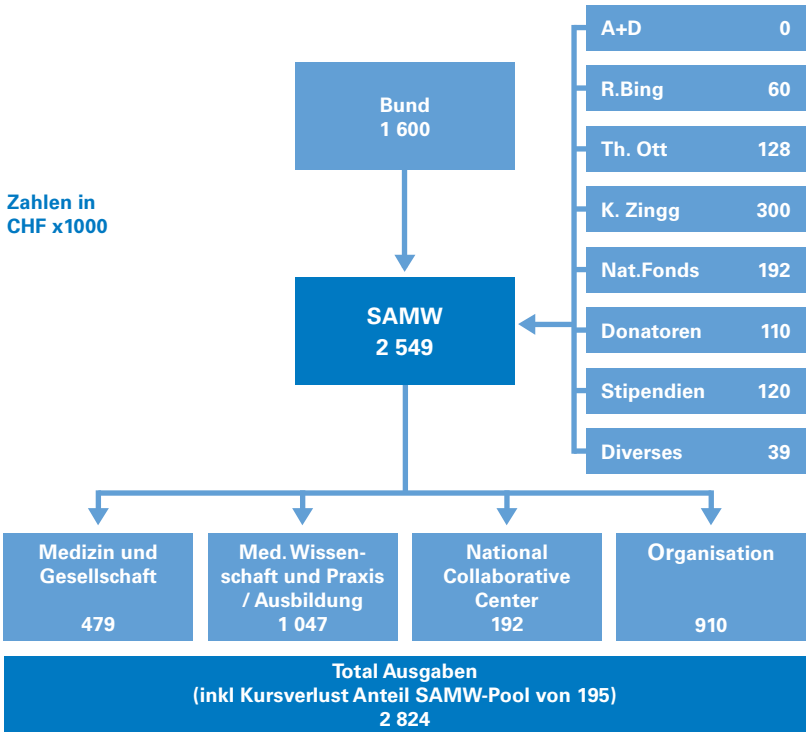 Zahlen in
CHF x1000
Bund
1 600
SAMW
2 549
A+D 0
R.Bing 60
Th. Ott 128
K. Zingg 300
Nat.Fonds 192
Donatoren 110
Stipendien 120
Diverses 39
Medizin und
Gesellschaft
479
Med. Wissen-
schaft und Praxis
/ Ausbildung
1 047
National
Collaborative
Center
192
Organisation
910
Total Ausgaben
(inkl Kursverlust Anteil SAMW-Pool von 195)
2 824